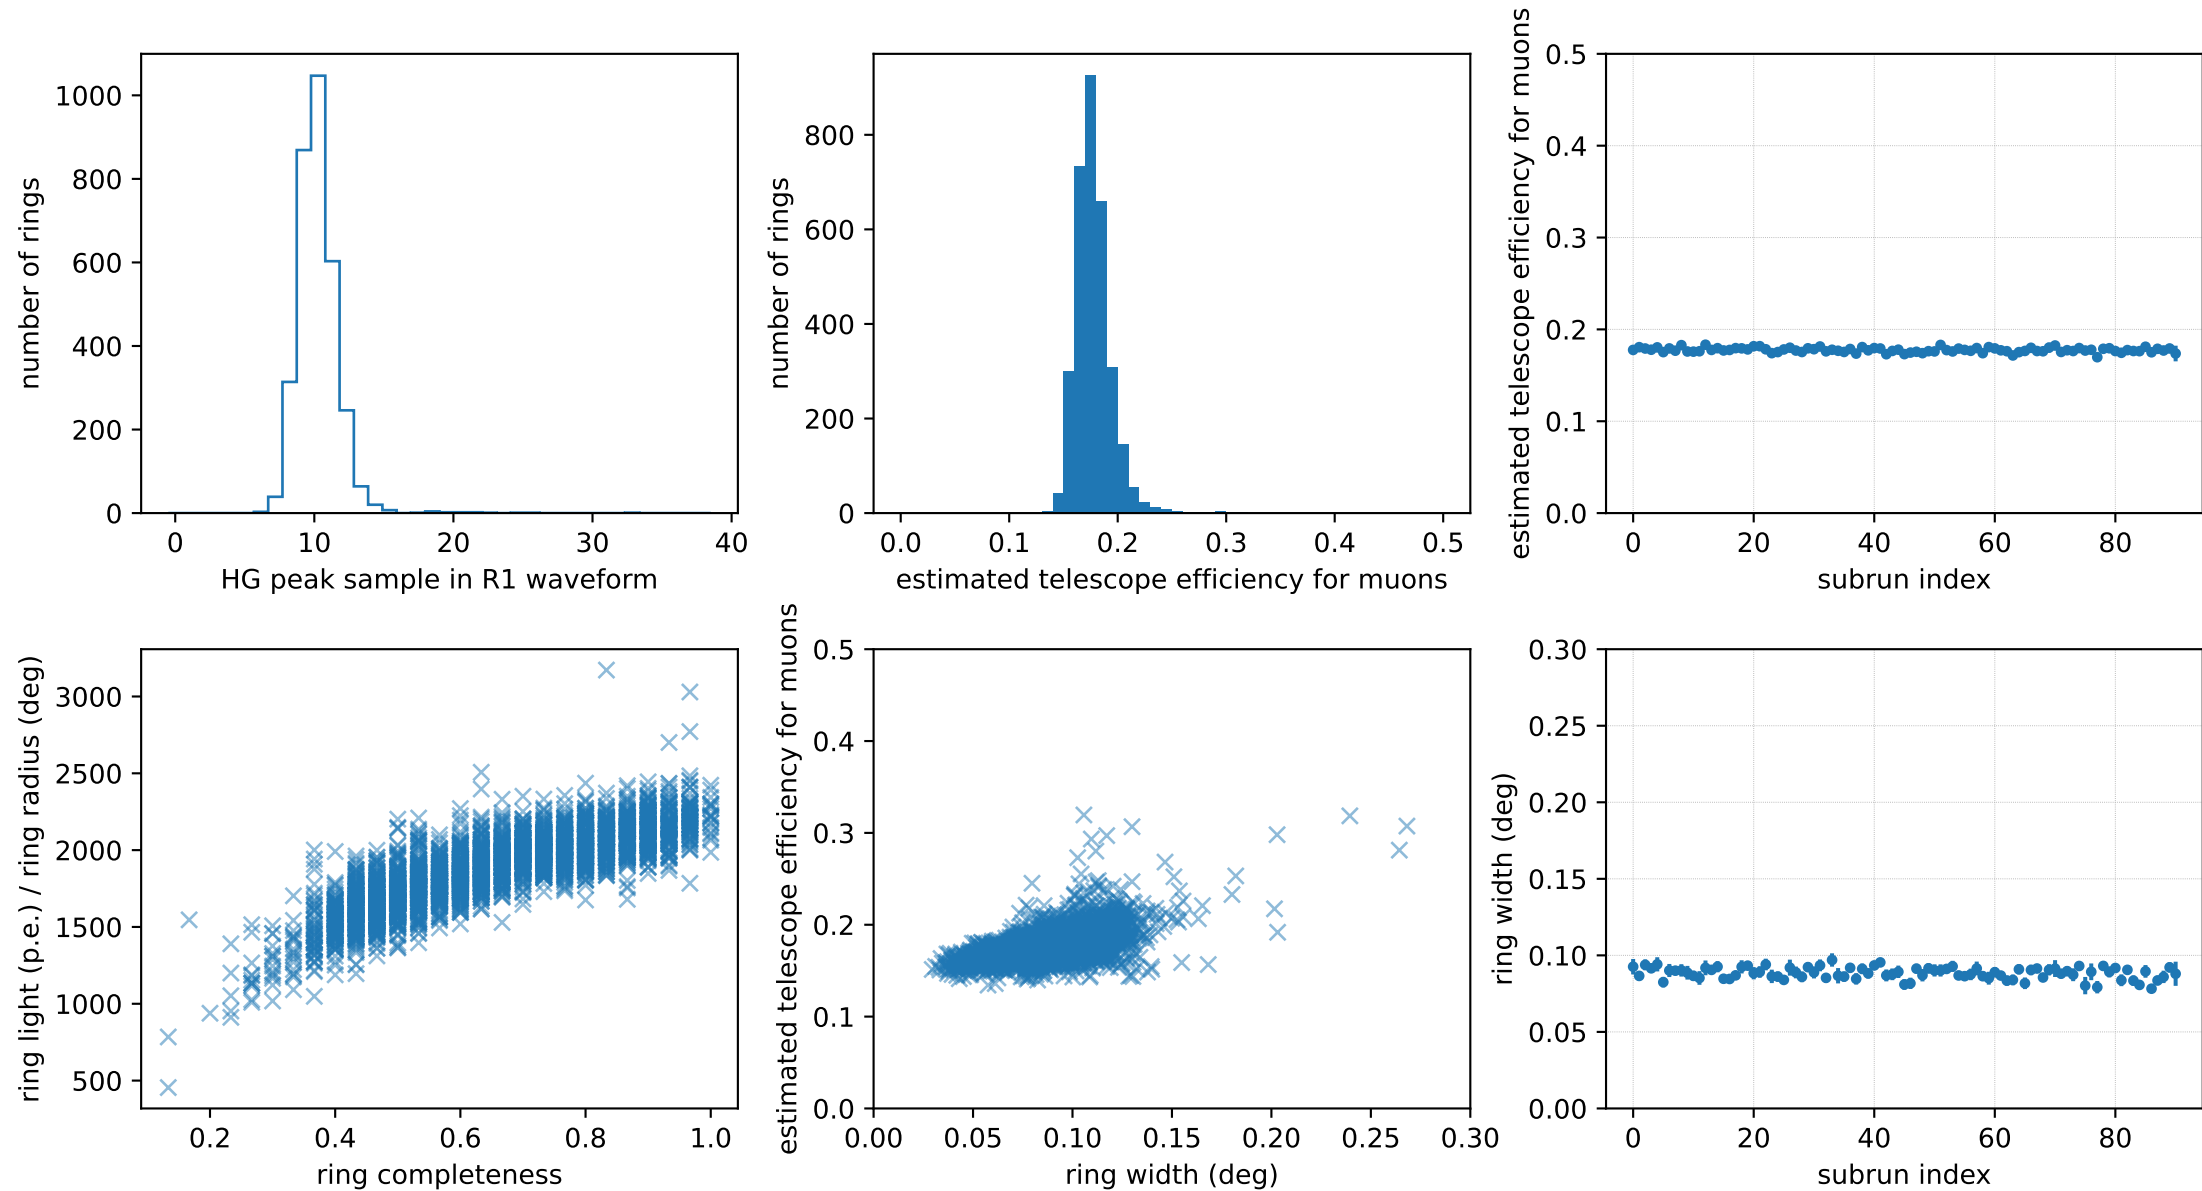 1000
800
600
400
200
0
number of rings
0 10 20 30 40
HG peak sample in R1 waveform
800
600
400
200
0
number of rings
0.0 0.1 0.2 0.3 0.4 0.5
estimated telescope efficiency for muons
0.5
0.4
0.3
0.2
0.1
0.0
estimated telescope efficiency for muons
0 20 40 60 80
subrun index
3000
2500
2000
1500
1000
500
ring light (p.e.) / ring radius (deg)
0.2 0.4 0.6 0.8 1.0
ring completeness
0.5
0.4
0.3
0.2
0.1
0.0
estimated telescope efficiency for muons
0.00 0.05 0.10 0.15 0.20 0.25 0.30
ring width (deg)
0.30
0.25
0.20
0.15
0.10
0.05
0.00
ring width (deg)
0 20 40 60 80
subrun index